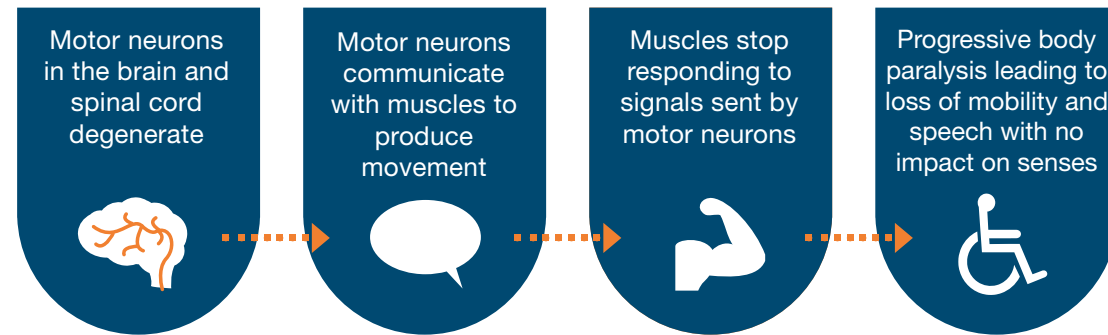 Motor neurons
in the brain and
spinal cord
degenerate
Motor neurons
communicate
with muscles to
produce
movement
Muscles stop
responding to
signals sent by
motor neurons
Progressive body
paralysis leading to
loss of mobility and
speech with no
impact on senses